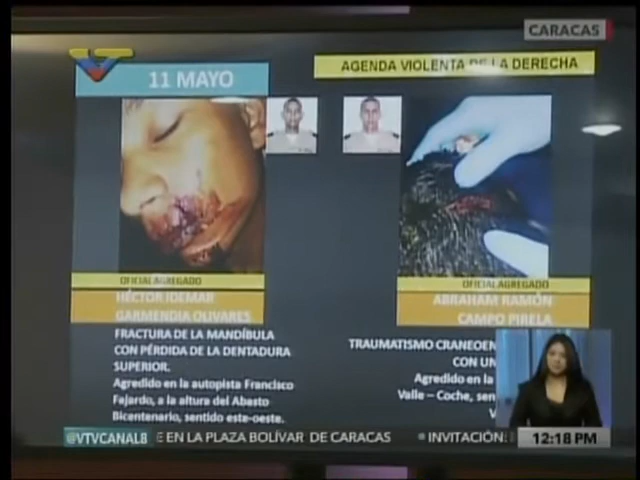 CARACAS
11 MAYO
AGENDA VIOLENTA DE LA DERECHA
OFICIAL AGREGADO
HÉCTOR IDEMAR
GARMENDIA OLIVARES
FRACTURA DE LA MANDÍBULA
CON PÉRDIDA DE LA DENTADURA
SUPERIOR.
Agredido en la autopista Francisco
Fajardo, a la altura del Abasto
Bicentenario, sentido este-oeste.
OFICIAL AGREGADO
ABRAHAM RAMÓN
CAMPO PIRELA
TRAUMATISMO CRANEOEN
CON UN
Agredido en la
Valle – Coche, sen
V
@VTVCANAL8 E EN LA PLAZA BOLÍVAR DE CARACAS •INVITACIÓN:
12:18 PM